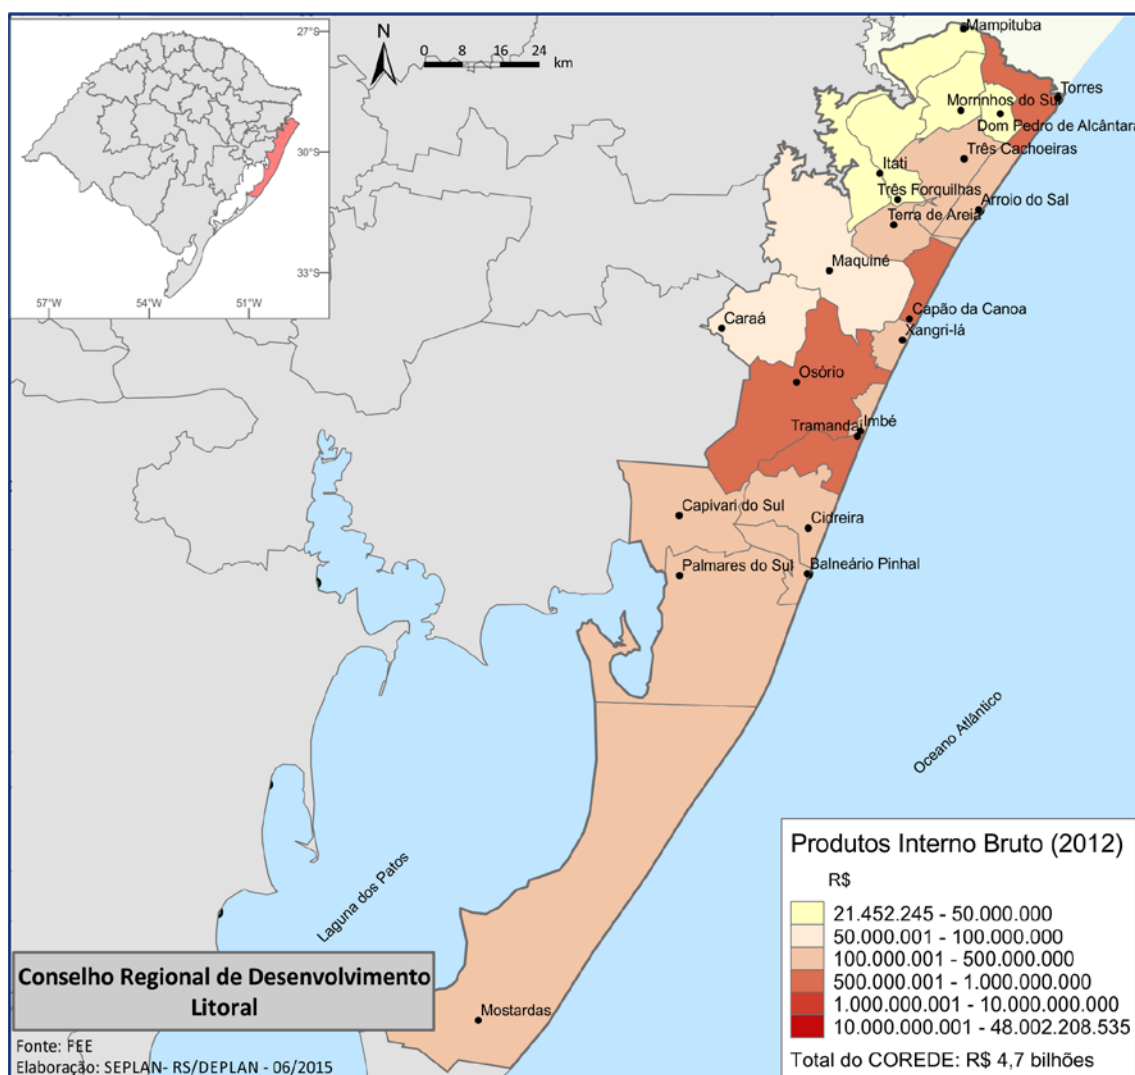 27°S
30°S
33°S
57°W
54°W
51°W
N
0 8 16 24
km
Mampituba
Torres
Morrinhos do Sul
Dom Pedro de Alcântara
Três Cachoeiras
Itati
Três Forquilhas
Arroio do Sal
Terra de Areia
Maquiné
Capão da Canoa
Caraá
Xangri-lá
Osório
Imbé
Tramandaí
Capivari do Sul
Cidreira
Palmares do Sul
Balneário Pinhal
Oceano Atlântico
Laguna dos Patos
Mostardas
Conselho Regional de Desenvolvimento
Litoral
Fonte: FEE
Elaboração: SEPLAN- RS/DEPLAN - 06/2015
Produtos Interno Bruto (2012)
R$
21.452.245 - 50.000.000
50.000.001 - 100.000.000
100.000.001 - 500.000.000
500.000.001 - 1.000.000.000
1.000.000.001 - 10.000.000.000
10.000.000.001 - 48.002.208.535
Total do COREDE: R$ 4,7 bilhões